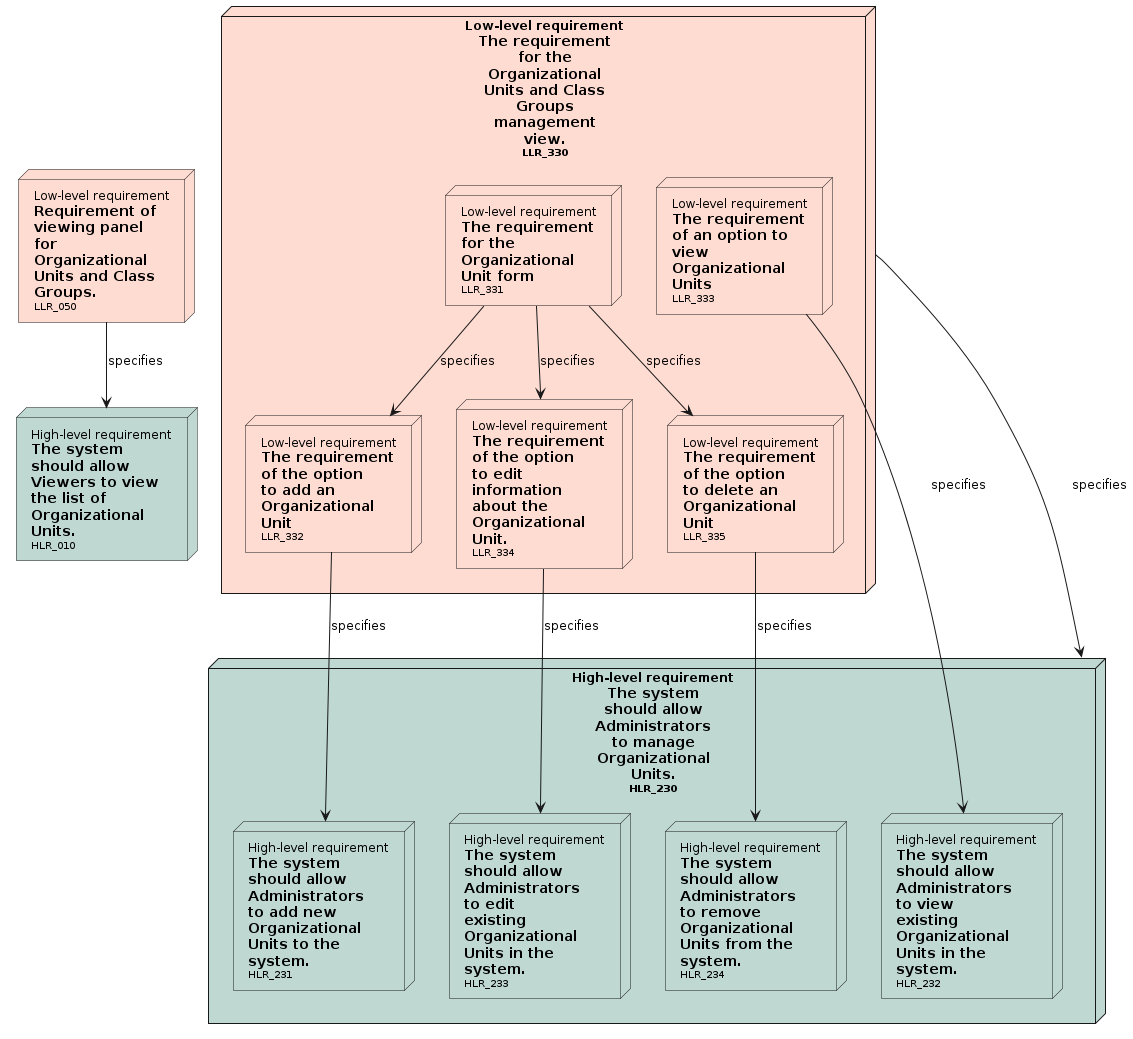 Low-level requirement
The requirement
for the
Organizational
Units and Class
Groups
management
view.
LLR_330
Low-level requirement
Requirement of
viewing panel
for
Organizational
Units and Class
Groups.
LLR_050
Low-level requirement
The requirement
for the
Organizational
Unit form
LLR_331
Low-level requirement
The requirement
of an option to
view
Organizational
Units
LLR_333
specifies
specifies
specifies
specifies
High-level requirement
The system
should allow
Viewers to view
the list of
Organizational
Units.
HLR_010
Low-level requirement
The requirement
of the option
to add an
Organizational
Unit
LLR_332
Low-level requirement
The requirement
of the option
to edit
information
about the
Organizational
Unit.
LLR_334
Low-level requirement
The requirement
of the option
to delete an
Organizational
Unit
LLR_335
specifies
specifies
specifies
specifies
specifies
High-level requirement
The system
should allow
Administrators
to manage
Organizational
Units.
HLR_230
High-level requirement
The system
should allow
Administrators
to add new
Organizational
Units to the
system.
HLR_231
High-level requirement
The system
should allow
Administrators
to edit
existing
Organizational
Units in the
system.
HLR_233
High-level requirement
The system
should allow
Administrators
to remove
Organizational
Units from the
system.
HLR_234
High-level requirement
The system
should allow
Administrators
to view
existing
Organizational
Units in the
system.
HLR_232